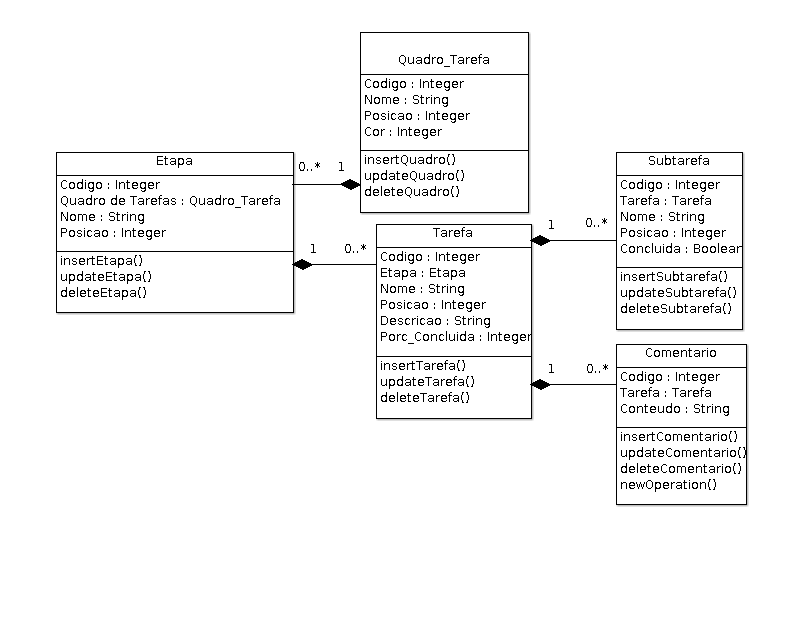 Quadro_Tarefa
Codigo : Integer
Nome : String
Posicao : Integer
Cor : Integer
insertQuadro()
updateQuadro()
deleteQuadro()
Etapa
Codigo : Integer
Quadro de Tarefas : Quadro_Tarefa
Nome : String
Posicao : Integer
insertEtapa()
updateEtapa()
deleteEtapa()
0..* 1
1 0..*
Tarefa
Codigo : Integer
Etapa : Etapa
Nome : String
Posicao : Integer
Descricao : String
Porc_Concluida : Integer
insertTarefa()
updateTarefa()
deleteTarefa()
1 0..*
1 0..*
Subtarefa
Codigo : Integer
Tarefa : Tarefa
Nome : String
Posicao : Integer
Concluida : Boolean
insertSubtarefa()
updateSubtarefa()
deleteSubtarefa()
Comentario
Codigo : Integer
Tarefa : Tarefa
Conteudo : String
insertComentario()
updateComentario()
deleteComentario()
newOperation()